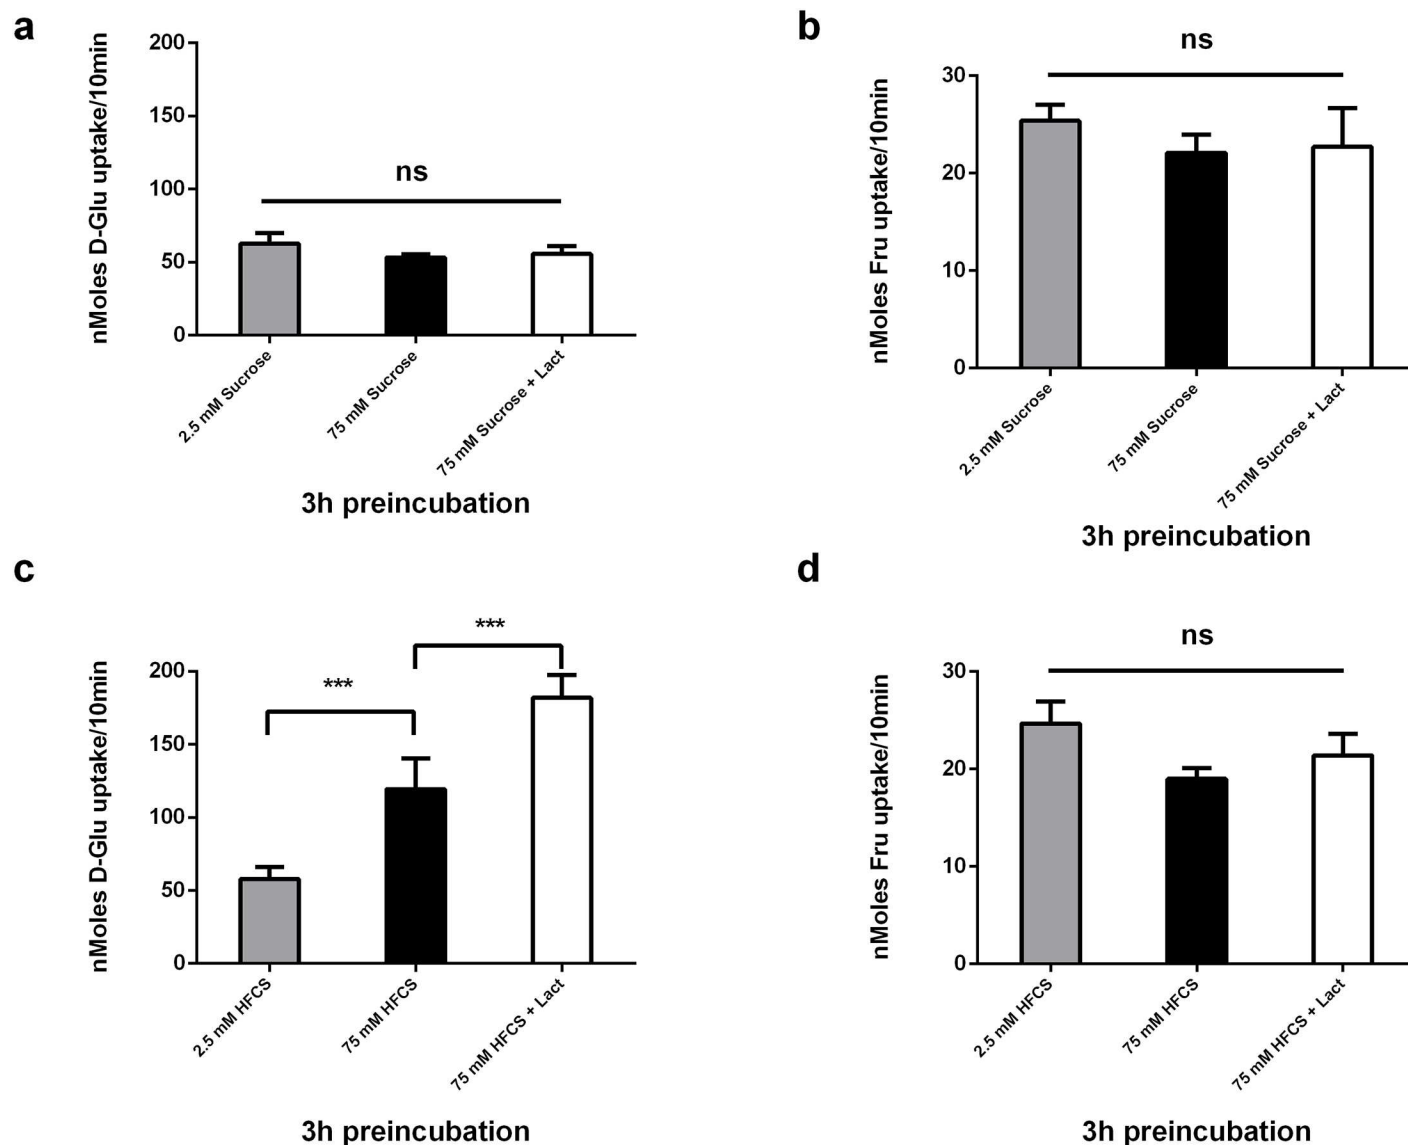 a
nMoles D-Glu uptake/10min
200
150
100
50
0
ns
2.5 mM Sucrose
75 mM Sucrose
75 mM Sucrose + Lact
3h preincubation
b
nMoles Fru uptake/10min
30
20
10
0
ns
2.5 mM Sucrose
75 mM Sucrose
75 mM Sucrose + Lact
3h preincubation
c
nMoles D-Glu uptake/10min
200
150
100
50
0
***
***
2.5 mM HFCS
75 mM HFCS
75 mM HFCS + Lact
3h preincubation
d
nMoles Fru uptake/10min
30
20
10
0
ns
2.5 mM HFCS
75 mM HFCS
75 mM HFCS + Lact
3h preincubation